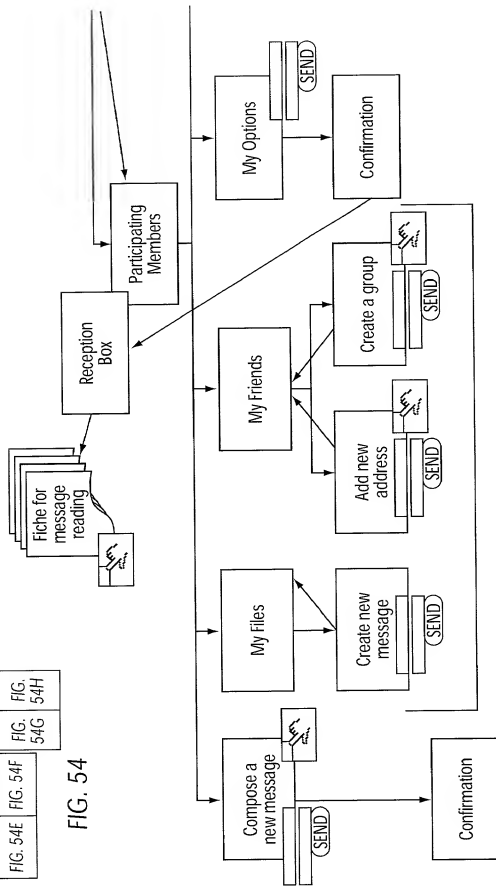 FIG. 54E
FIG. 54F
FIG.
54G
FIG.
54H
FIG. 54
Fiche for
message
reading
Reception
Box
Participating
Members
Compose a
new message
SEND
My Files
My Friends
My Options
SEND
Create new
message
SEND
Add new
address
SEND
Create a group
SEND
Confirmation
Confirmation